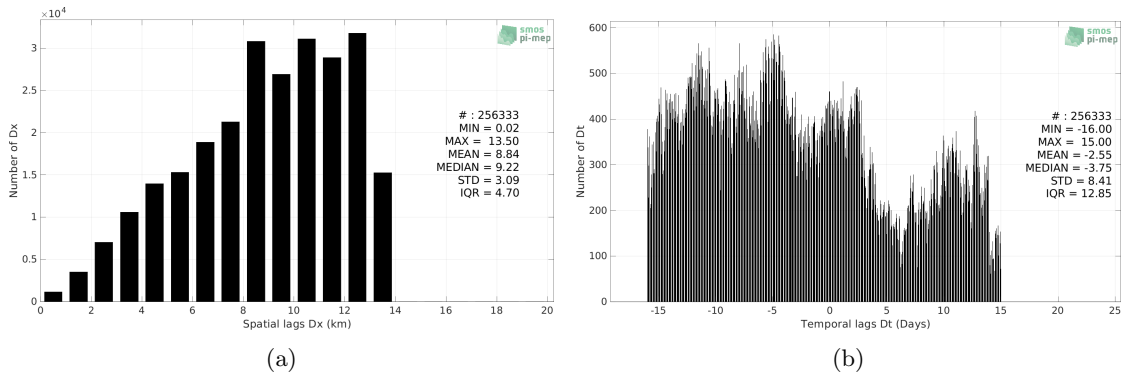 ×10⁴
3
2.5
2
1.5
1
0.5
0
0 2 4 6 8 10 12 14 16 18 20
Number of Dx
Spatial lags Dx (km)
smos
pi-mep
# : 256333
MIN = 0.02
MAX = 13.50
MEAN = 8.84
MEDIAN = 9.22
STD = 3.09
IQR = 4.70
(a)
600
500
400
300
200
100
0
-15 -10 -5 0 5 10 15 20 25
Number of Dt
Temporal lags Dt (Days)
smos
pi-mep
# : 256333
MIN = -16.00
MAX = 15.00
MEAN = -2.55
MEDIAN = -3.75
STD = 8.41
IQR = 12.85
(b)